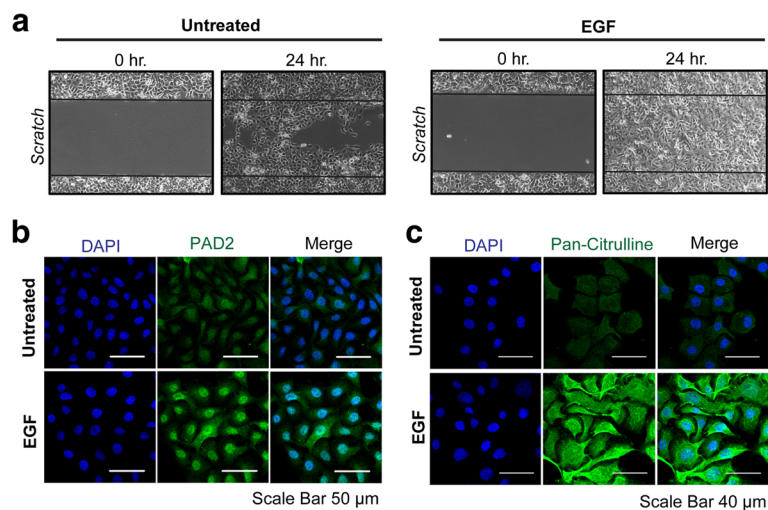 a
Untreated
EGF
0 hr.
24 hr.
0 hr.
24 hr.
Scratch
Scratch
b
DAPI
PAD2
Merge
Untreated
EGF
Scale Bar 50 µm
c
DAPI
Pan-Citrulline
Merge
Untreated
EGF
Scale Bar 40 µm